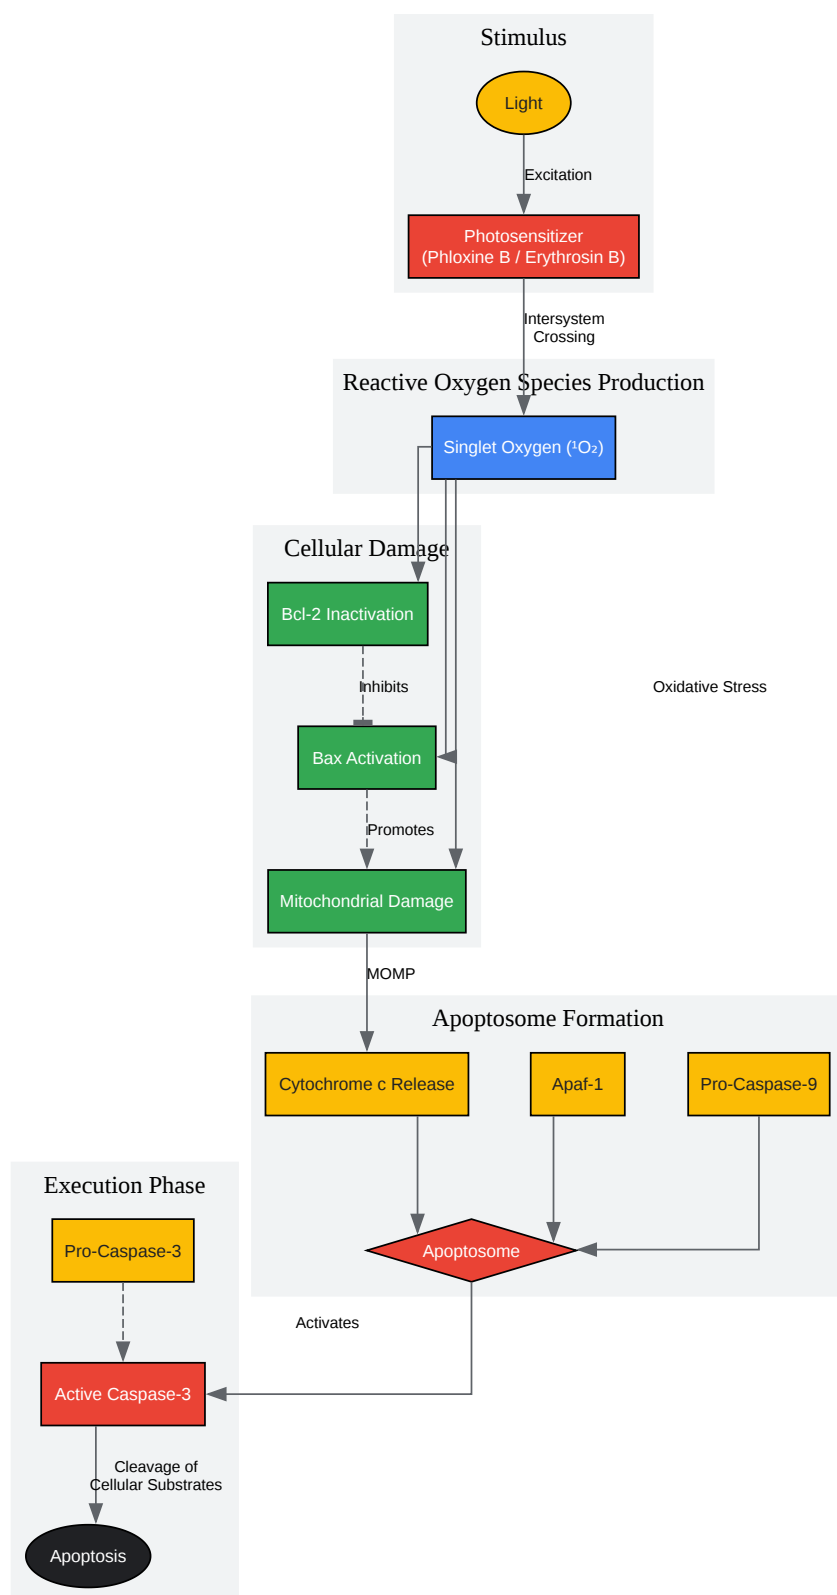 Stimulus
Light
Excitation
Photosensitizer
(Phloxine B / Erythrosin B)
Intersystem
Crossing
Reactive Oxygen Species Production
Singlet Oxygen (¹O₂)
Cellular Damage
Bcl-2 Inactivation
Inhibits
Oxidative Stress
Bax Activation
Promotes
Mitochondrial Damage
MOMP
Apoptosome Formation
Cytochrome c Release
Apaf-1
Pro-Caspase-9
Execution Phase
Pro-Caspase-3
Apoptosome
Activates
Active Caspase-3
Cleavage of
Cellular Substrates
Apoptosis